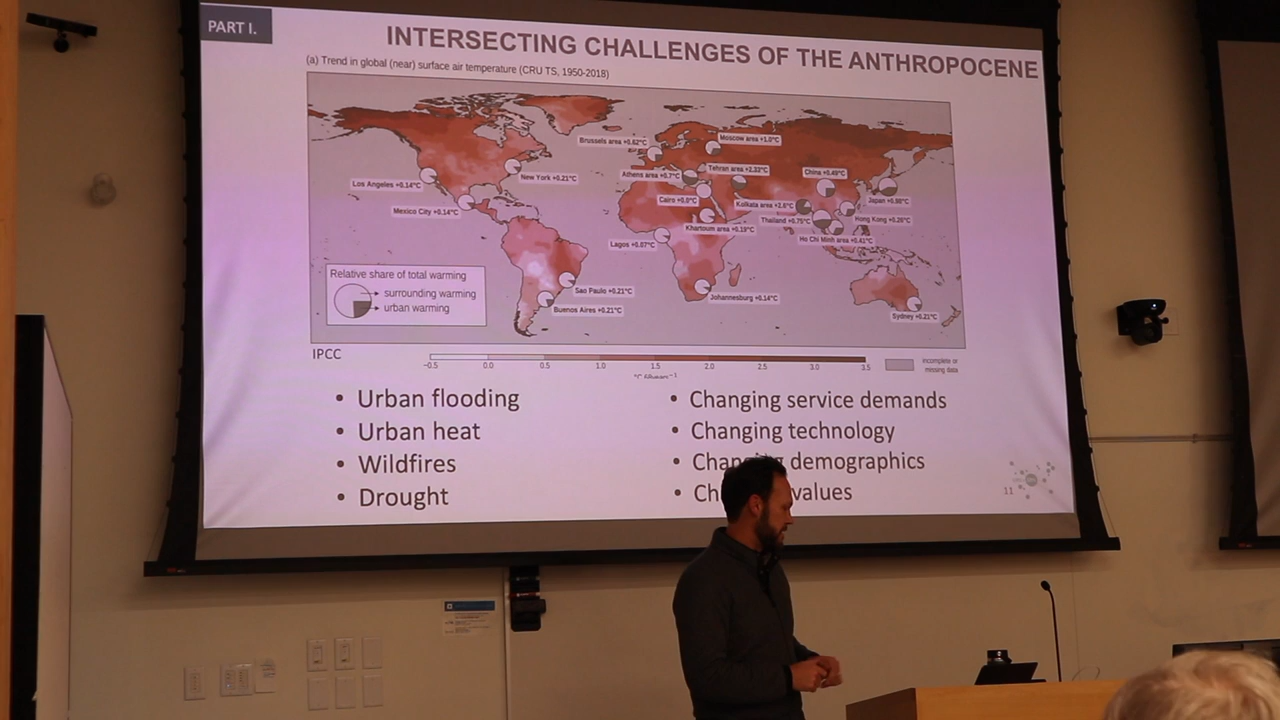 PART I.
INTERSECTING CHALLENGES OF THE ANTHROPOCENE
(a) Trend in global (near) surface air temperature (CRU TS, 1950-2018)
Brussels area +0.62°C
Moscow area +1.0°C
Los Angeles +0.14°C
New York +0.21°C
Athens area +0.7°C
Tehran area +2.33°C
China +0.49°C
Mexico City +0.14°C
Cairo +0.0°C
Kolkata area +2.6°C
Japan
Thailand +0.75°C
Hong Kong
Khartoum area +0.19°C
Lagos +0.07°C
Ho Chi Minh area +0.41°C
Relative share of total warming
surrounding warming
urban warming
Sao Paulo +0.21°C
Johannesburg +0.14°C
Buenos Aires +0.21°C
Sydney +0.21°C
IPCC
−0.5 0.0 0.5 1.0 1.5 2.0 2.5 3.0 3.5
incomplete or
missing data
• Urban flooding
• Urban heat
• Wildfires
• Drought
• Changing service demands
• Changing technology
• demographics
• values
11